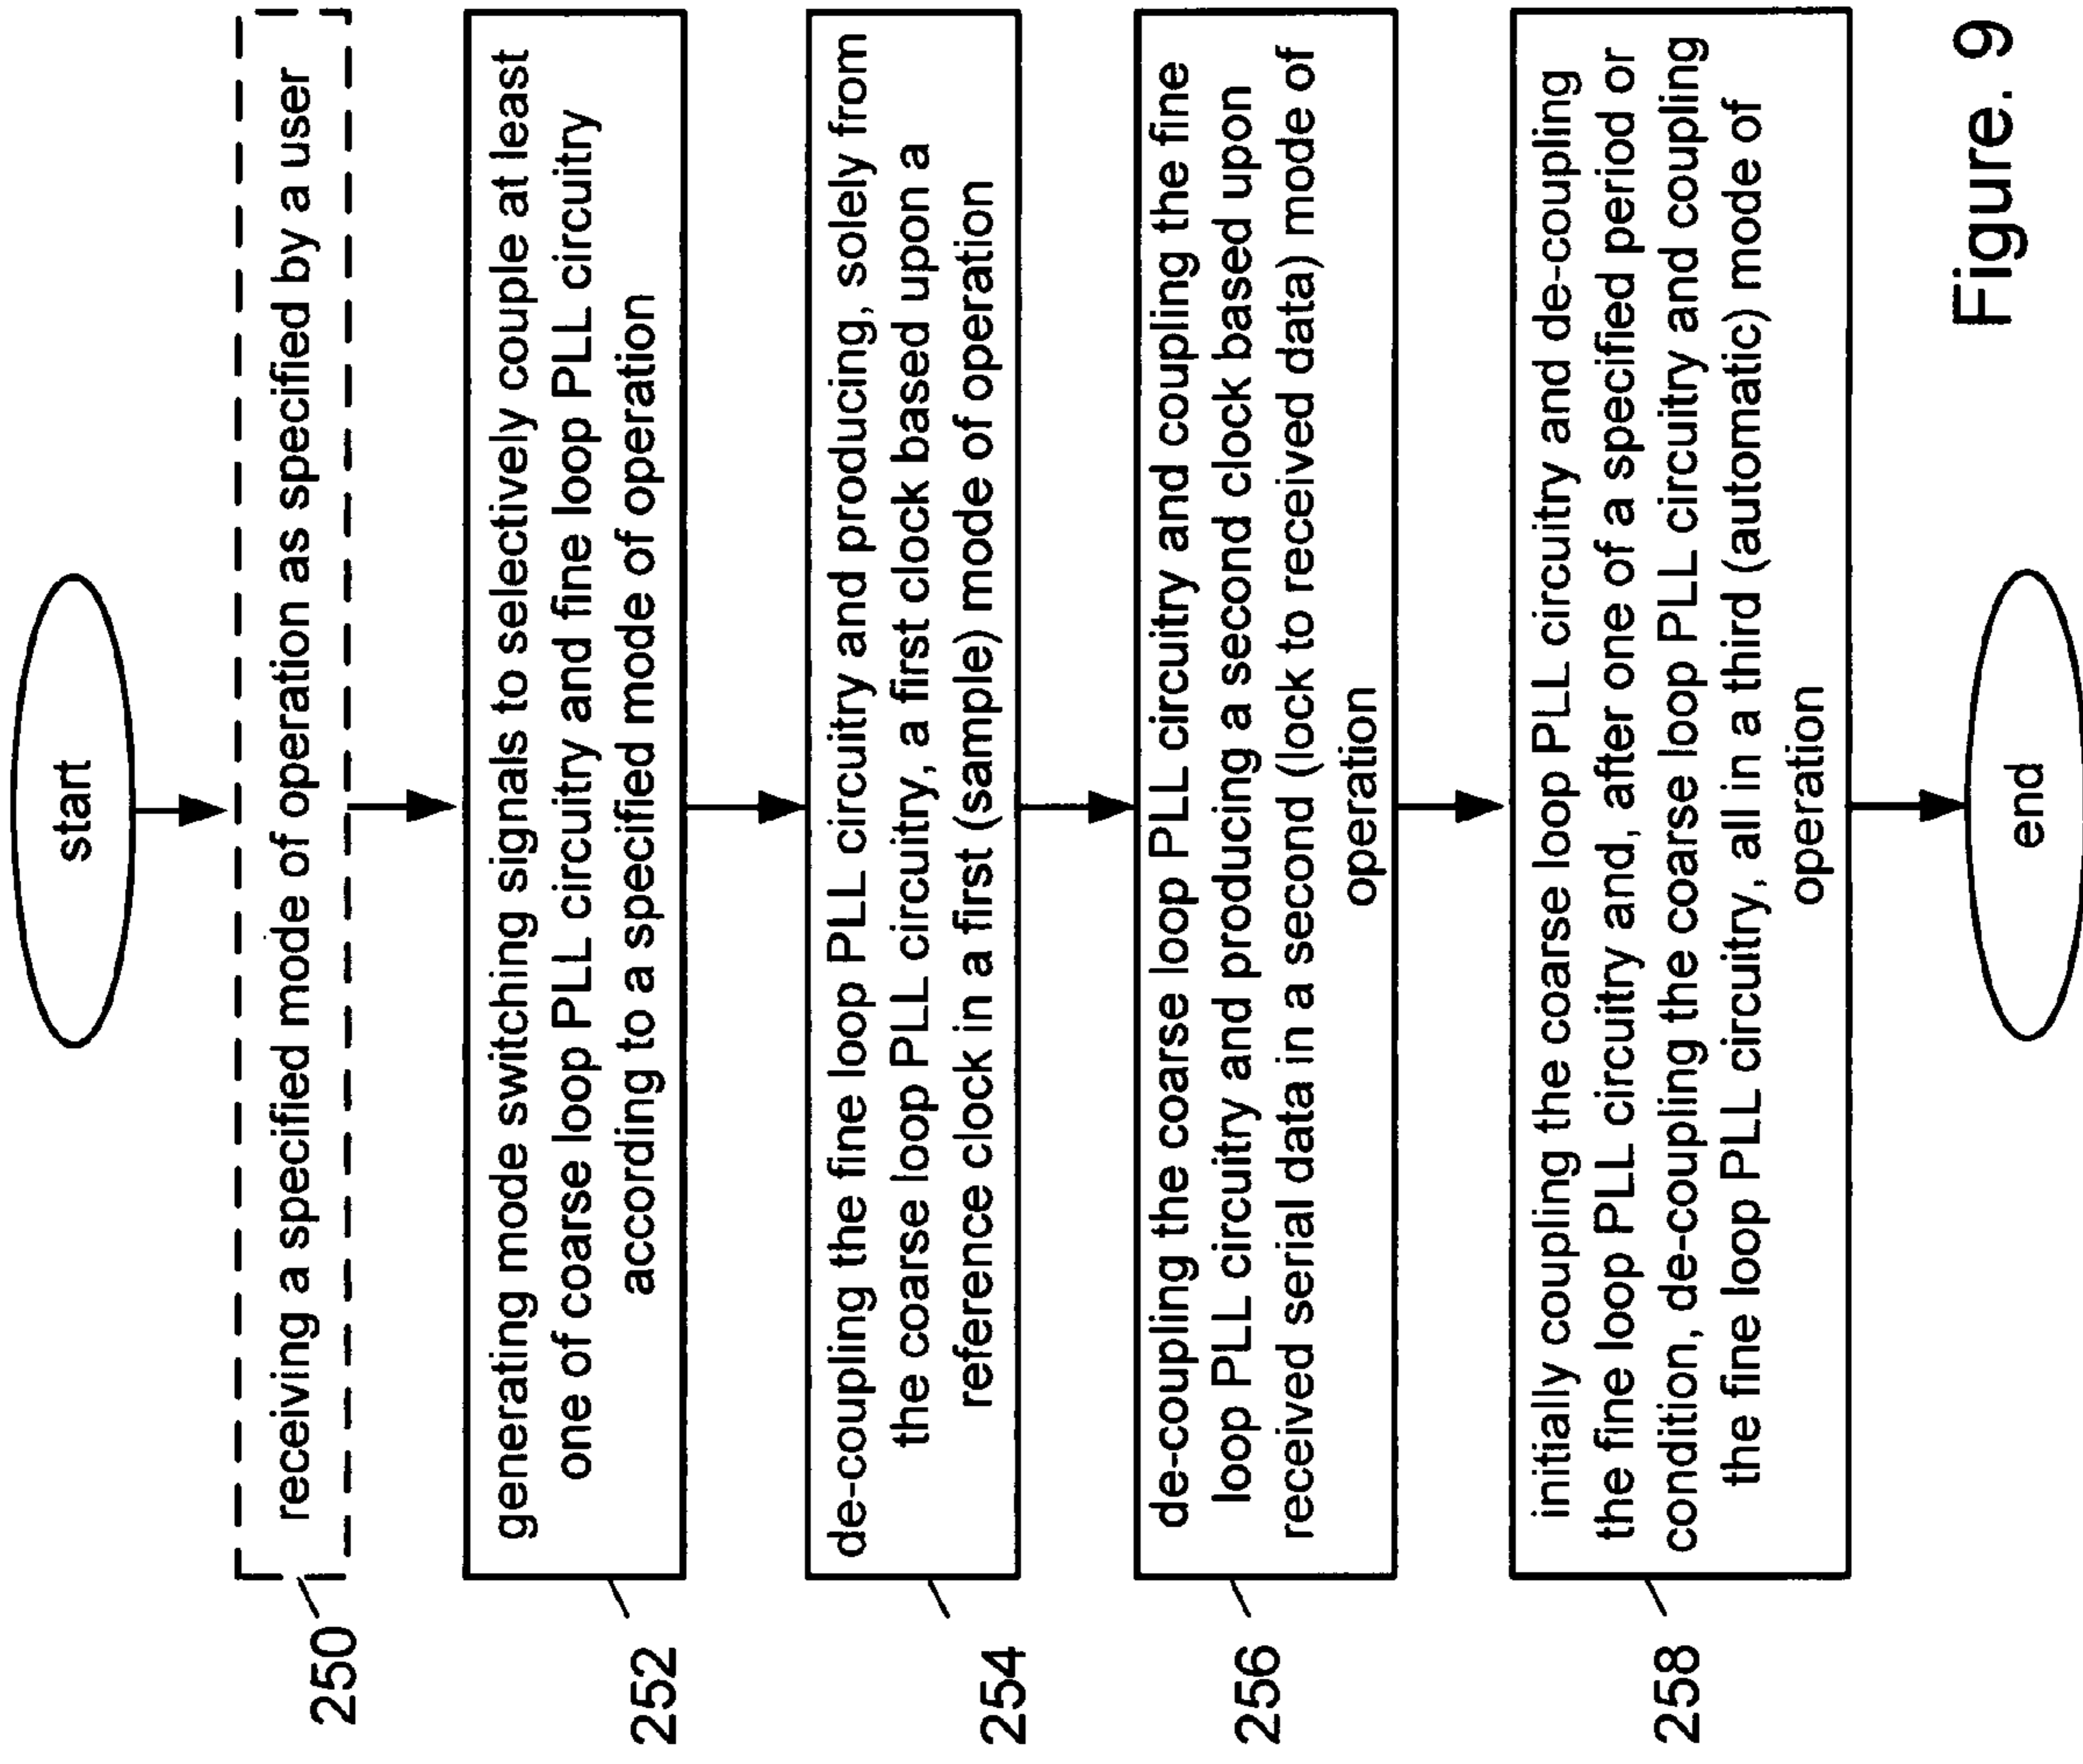 start
receiving a specified mode of operation as specified by a user
250
generating mode switching signals to selectively couple at least
one of coarse loop PLL circuitry and fine loop PLL circuitry
according to a specified mode of operation
252
de-coupling the fine loop PLL circuitry and producing, solely from
the coarse loop PLL circuitry, a first clock based upon a
reference clock in a first (sample) mode of operation
254
de-coupling the coarse loop PLL circuitry and coupling the fine
loop PLL circuitry and producing a second clock based upon
received serial data in a second (lock to received data) mode of
operation
256
initially coupling the coarse loop PLL circuitry and de-coupling
the fine loop PLL circuitry and, after one of a specified period or
condition, de-coupling the coarse loop PLL circuitry and coupling
the fine loop PLL circuitry, all in a third (automatic) mode of
operation
258
end
Figure. 9